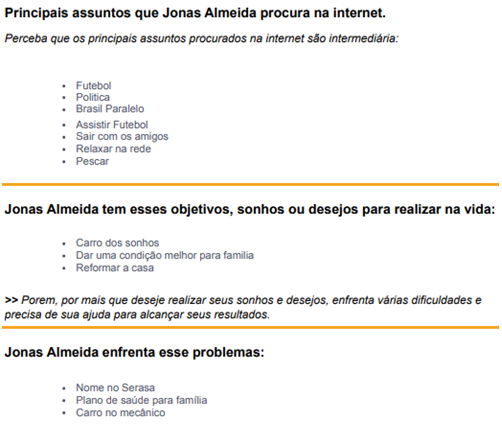 Principais assuntos que Jonas Almeida procura na internet.
Perceba que os principais assuntos procurados na internet são intermediária:
• Futebol
• Politica
• Brasil Paralelo
• Assistir Futebol
• Sair com os amigos
• Relaxar na rede
• Pescar
Jonas Almeida tem esses objetivos, sonhos ou desejos para realizar na vida:
• Carro dos sonhos
• Dar uma condição melhor para familia
• Reformar a casa
>> Porem, por mais que deseje realizar seus sonhos e desejos, enfrenta várias dificuldades e
precisa de sua ajuda para alcançar seus resultados.
Jonas Almeida enfrenta esse problemas:
• Nome no Serasa
• Plano de saúde para família
• Carro no mecânico